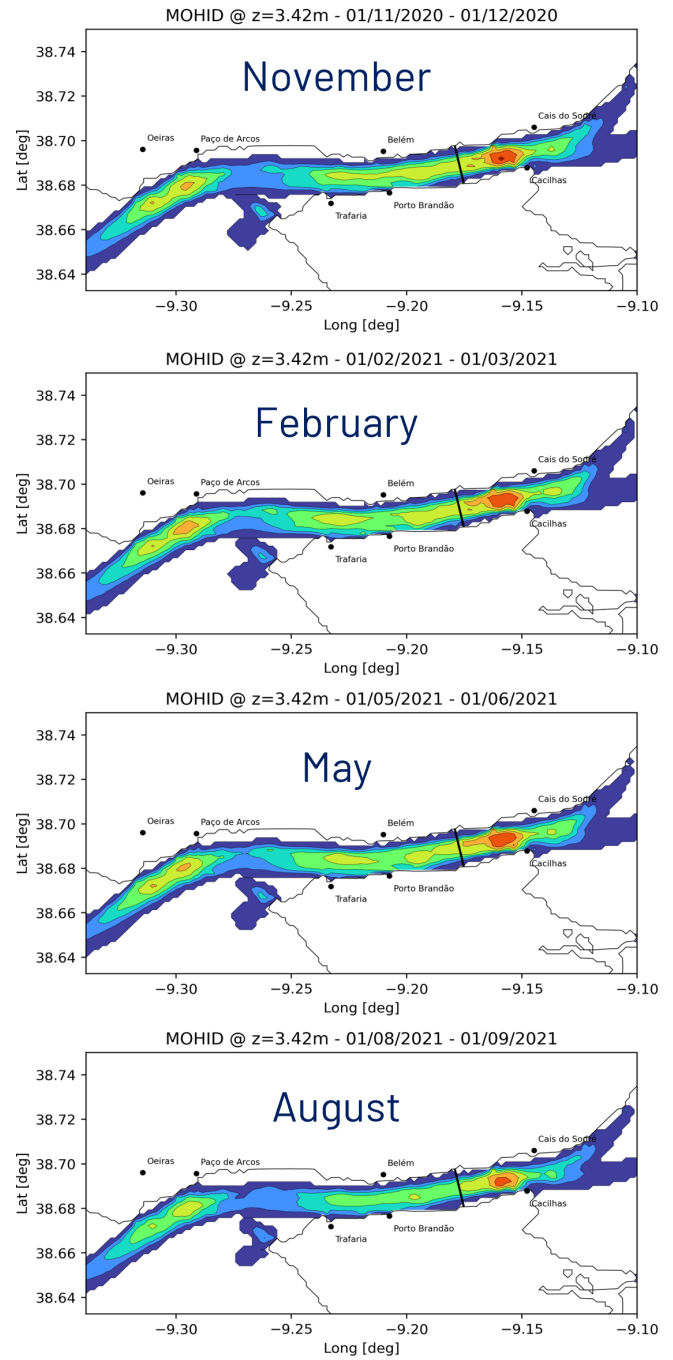 MOHID @ z=3.42m - 01/11/2020 - 01/12/2020
November
38.74
38.72
38.70
38.68
38.66
38.64
Lat [deg]
Oeiras
Paço de Arcos
Belém
Cais do Sodré
Cacilhas
Porto Brandão
Trafaria
−9.30
−9.25
−9.20
−9.15
−9.10
Long [deg]
MOHID @ z=3.42m - 01/02/2021 - 01/03/2021
February
38.74
38.72
38.70
38.68
38.66
38.64
Lat [deg]
Oeiras
Paço de Arcos
Belém
Cais do Sodré
Cacilhas
Porto Brandão
Trafaria
−9.30
−9.25
−9.20
−9.15
−9.10
Long [deg]
MOHID @ z=3.42m - 01/05/2021 - 01/06/2021
May
38.74
38.72
38.70
38.68
38.66
38.64
Lat [deg]
Oeiras
Paço de Arcos
Belém
Cais do Sodré
Cacilhas
Porto Brandão
Trafaria
−9.30
−9.25
−9.20
−9.15
−9.10
Long [deg]
MOHID @ z=3.42m - 01/08/2021 - 01/09/2021
August
38.74
38.72
38.70
38.68
38.66
38.64
Lat [deg]
Oeiras
Paço de Arcos
Belém
Cais do Sodré
Cacilhas
Porto Brandão
Trafaria
−9.30
−9.25
−9.20
−9.15
−9.10
Long [deg]